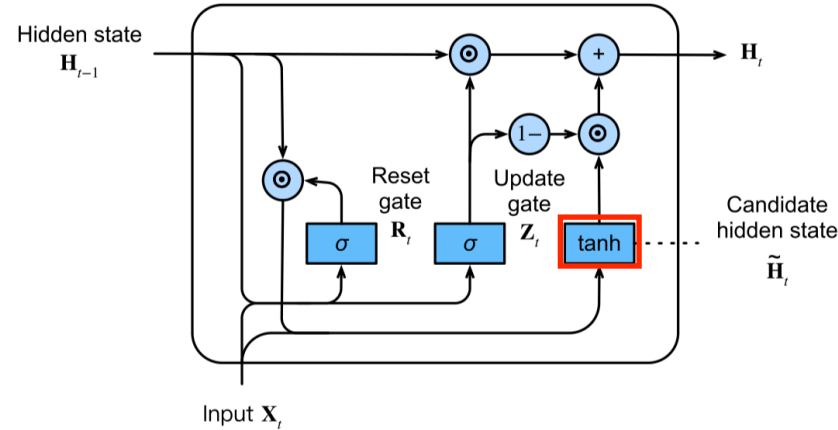 Hidden state
H_{t−1}
H_t
+
1−
Reset
gate
R_t
Update
gate
Z_t
σ
σ
tanh
Candidate
hidden state
H̃_t
Input X_t